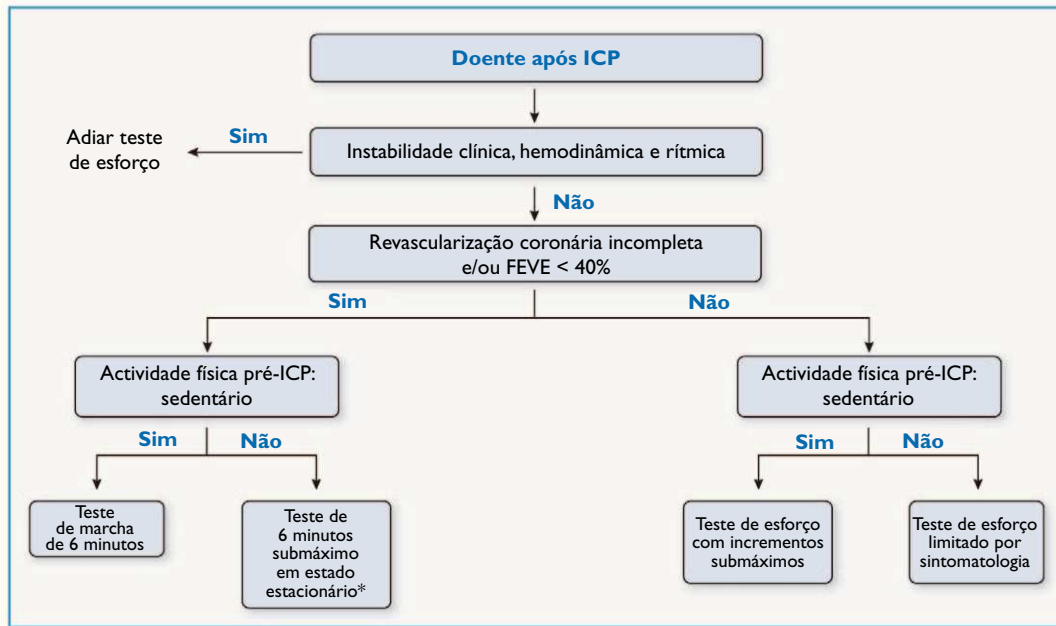 Doente após ICP
Adiar teste
de esforço
Sim
Instabilidade clínica, hemodinâmica e rítmica
Não
Revascularização coronária incompleta
e/ou FEVE < 40%
Sim
Não
Actividade física pré-ICP:
sedentário
Actividade física pré-ICP:
sedentário
Sim
Não
Sim
Não
Teste
de marcha
de 6 minutos
Teste de
6 minutos
submáximo
em estado
estacionário*
Teste de esforço
com incrementos
submáximos
Teste de esforço
limitado por
sintomatologia